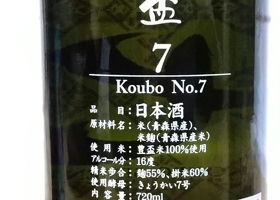 盃
7
Koubo No.7
品 目：日本酒
原材料名：米(青森県産)、
米麹(青森県産米)
使 用 米：豊盃米100%使用
アルコール分：16度
精米歩合：麹55%、掛米60%
使用酵母：きょうかい7号
内 容 量：720ml